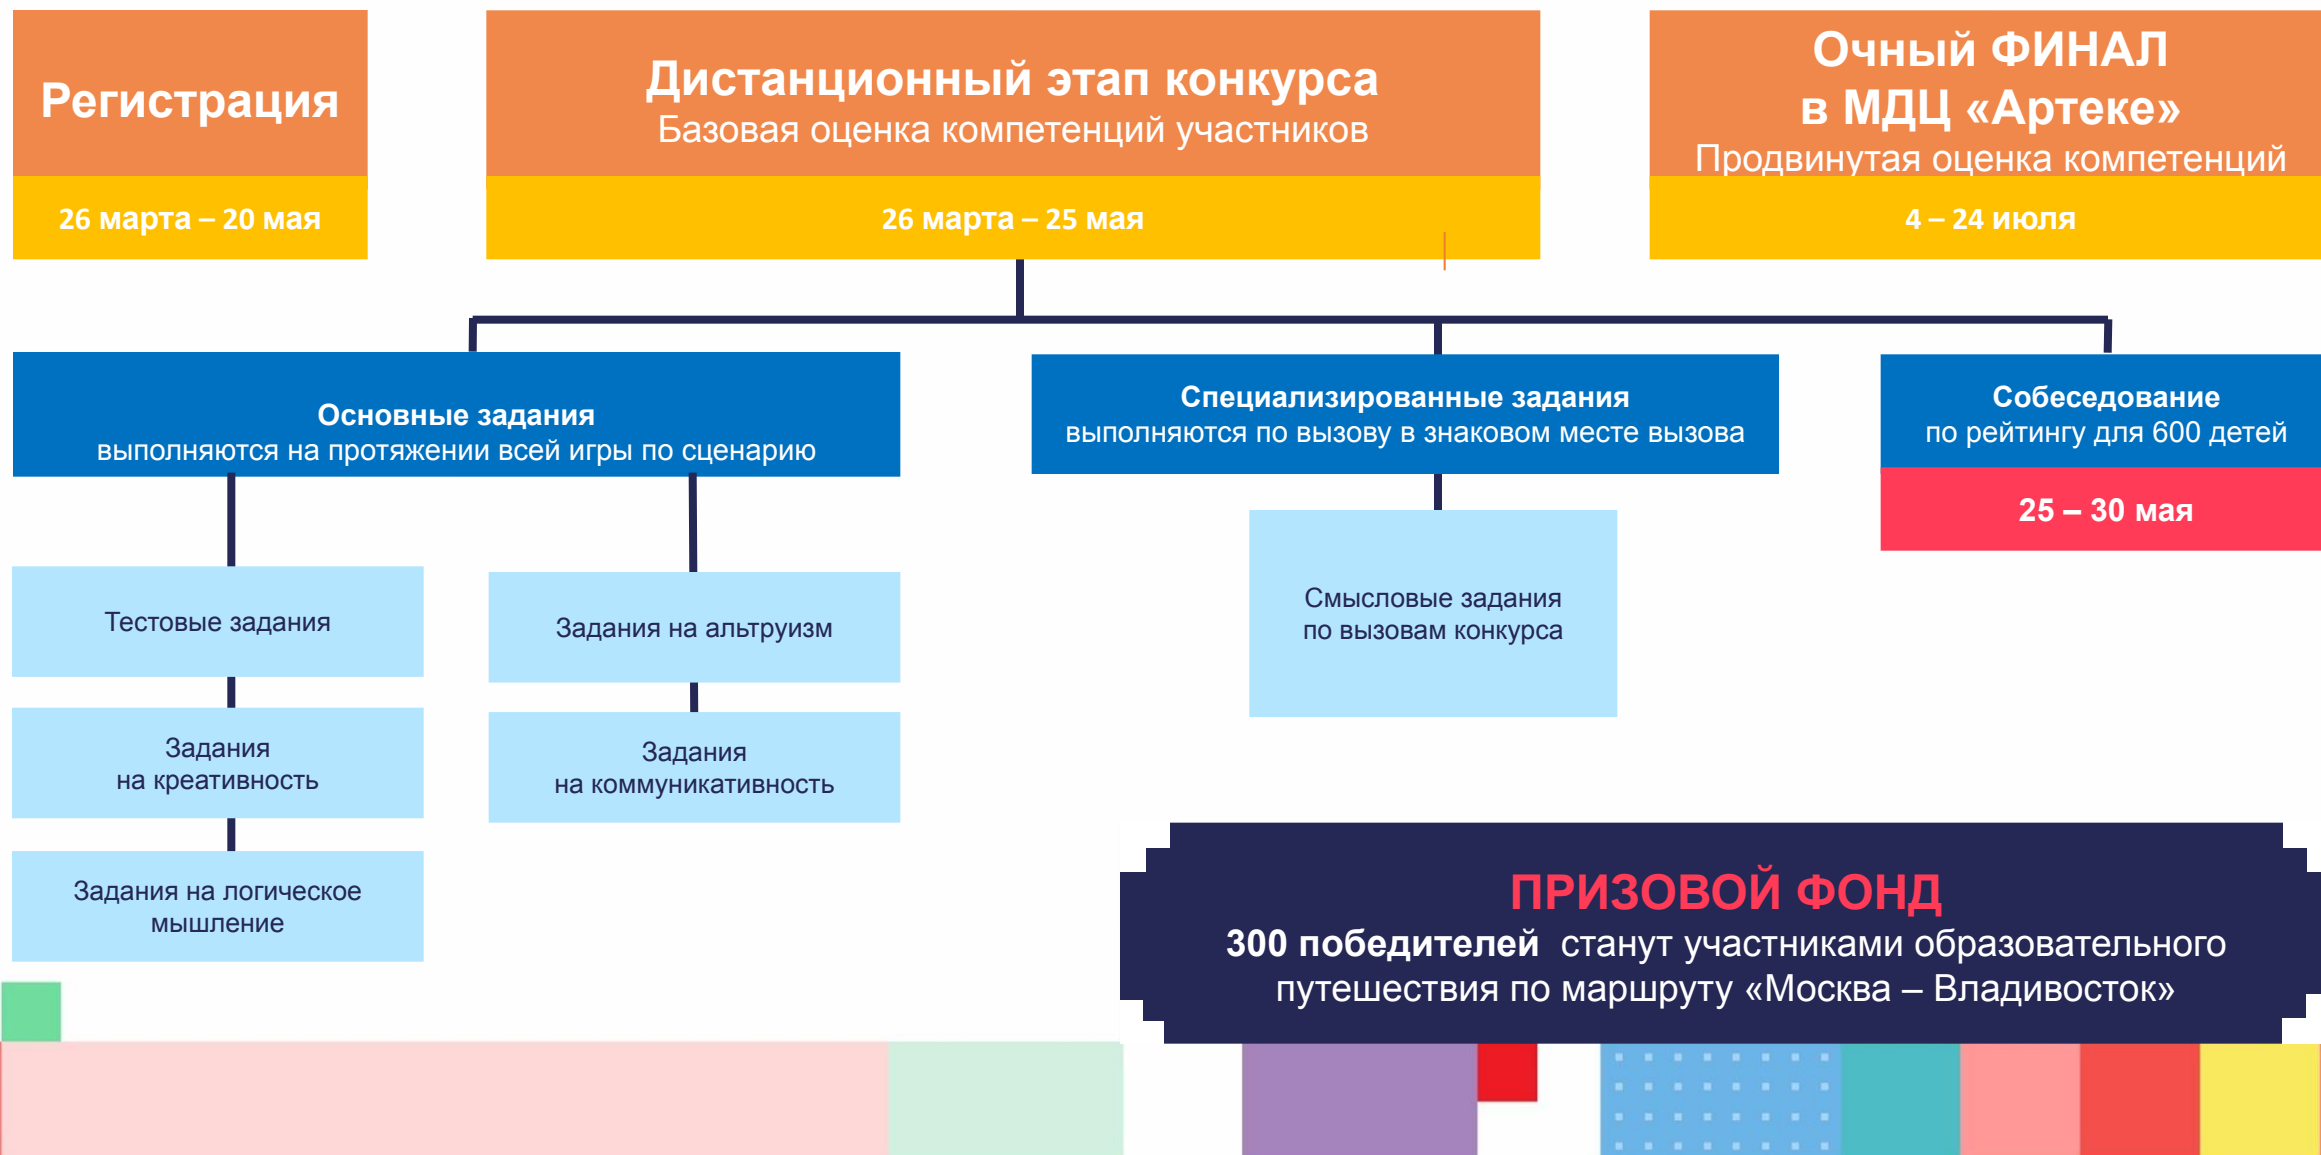 Регистрация
26 марта – 20 мая
Дистанционный этап конкурса
Базовая оценка компетенций участников
26 марта – 25 мая
Очный ФИНАЛ
в МДЦ «Артеке»
Продвинутая оценка компетенций
4 – 24 июля
Основные задания
выполняются на протяжении всей игры по сценарию
Специализированные задания
выполняются по вызову в знаковом месте вызова
Собеседование
по рейтингу для 600 детей
25 – 30 мая
Тестовые задания
Задания
на креативность
Задания на логическое
мышление
Задания на альтруизм
Задания
на коммуникативность
Смысловые задания
по вызовам конкурса
ПРИЗОВОЙ ФОНД
300 победителей станут участниками образовательного
путешествия по маршруту «Москва – Владивосток»